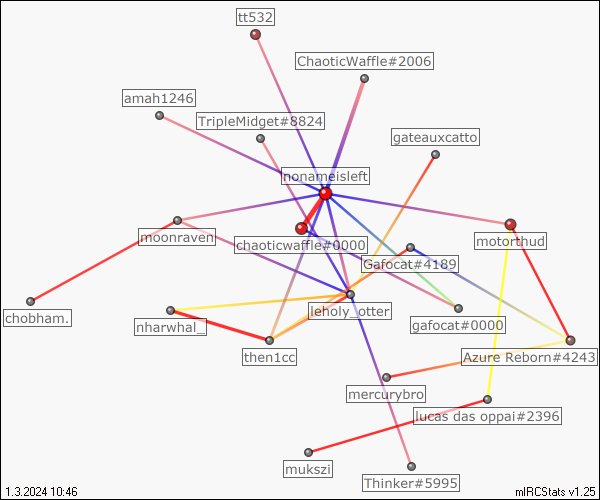 tt532
ChaoticWaffle#2006
amah1246
TripleMidget#8824
gateauxcatto
nonameisleft
moonraven
chaoticwaffle#0000
motorthud
Gafocat#4189
chobham.
nharwhal_
leholy_otter
gafocat#0000
then1cc
Azure Reborn#4243
mercurybro
lucas das oppai#2396
mukszi
Thinker#5995
1.3.2024 10:46
mIRCStats v1.25